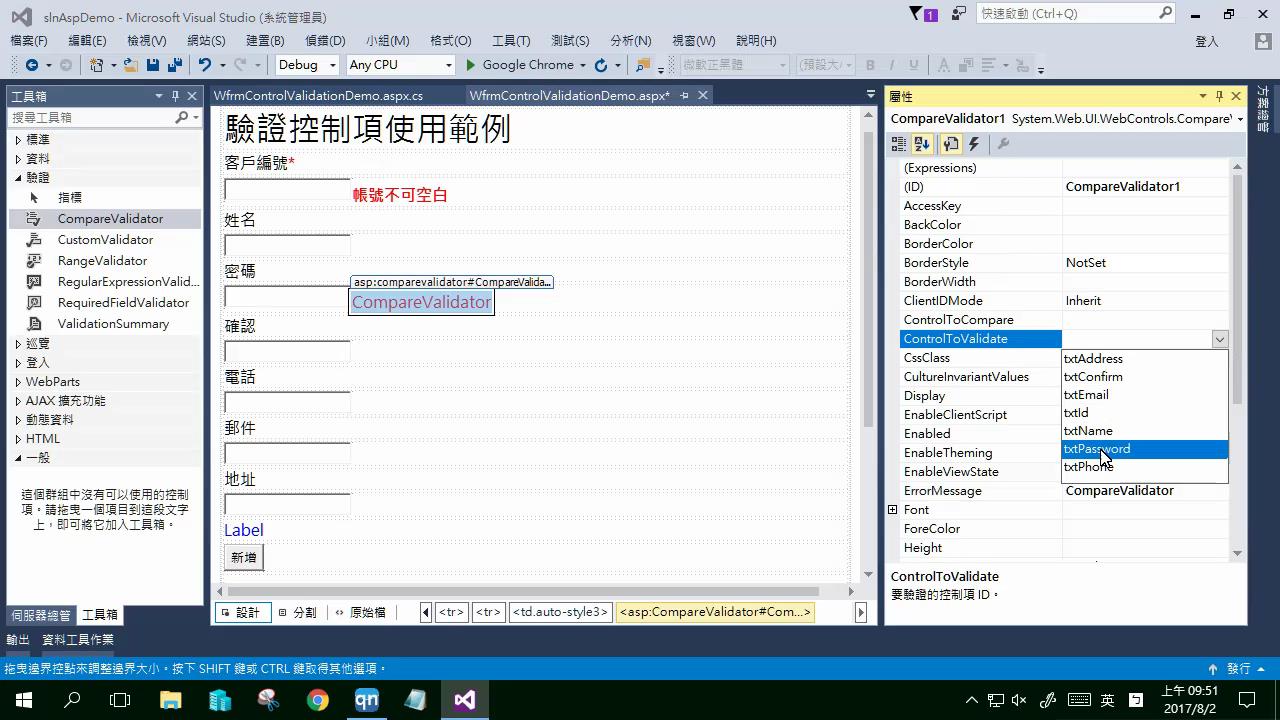 slnAspDemo - Microsoft Visual Studio (系統管理員)
1
快速啟動 (Ctrl+Q)
檔案(F) 編輯(E) 檢視(V) 網站(S) 建置(B) 偵錯(D) 小組(M) 格式(O) 工具(T) 測試(S) 分析(N) 視窗(W) 說明(H)
登入
Debug Any CPU Google Chrome 微軟正黑體 (預設大
工具箱
搜尋工具箱
標準
資料
驗證
指標
CompareValidator
CustomValidator
RangeValidator
RegularExpressionValid...
RequiredFieldValidator
ValidationSummary
巡覽
登入
WebParts
AJAX 擴充功能
動態資料
HTML
一般
這個群組中沒有可以使用的控制
項。請拖曳一個項目到這段文字
上，即可將它加入工具箱。
伺服器總管 工具箱
WfrmControlValidationDemo.aspx.cs WfrmControlValidationDemo.aspx*
驗證控制項使用範例
客戶編號*
帳號不可空白
姓名
密碼
asp:comparevalidator#CompareValida...
CompareValidator
確認
電話
郵件
地址
Label
新增
設計 分割 原始檔 <tr> <tr> <td.auto-style3> <asp:CompareValidator#Com...>
屬性
CompareValidator1 System.Web.UI.WebControls.Compare
(Expressions)
(ID) CompareValidator1
AccessKey
BackColor
BorderColor
BorderStyle NotSet
BorderWidth
ClientIDMode Inherit
ControlToCompare
ControlToValidate
CssClass
CultureInvariantValues
Display
EnableClientScript
Enabled
EnableTheming
EnableViewState
ErrorMessage CompareValidator
Font
ForeColor
Height
txtAddress
txtConfirm
txtEmail
txtId
txtName
txtPassword
txtPhone
ControlToValidate
要驗證的控制項 ID。
方案總管
輸出 資料工具作業
拖曳邊界控點來調整邊界大小。按下 SHIFT 鍵或 CTRL 鍵取得其他選項。
發行
qn
英
上午 09:51
2017/8/2